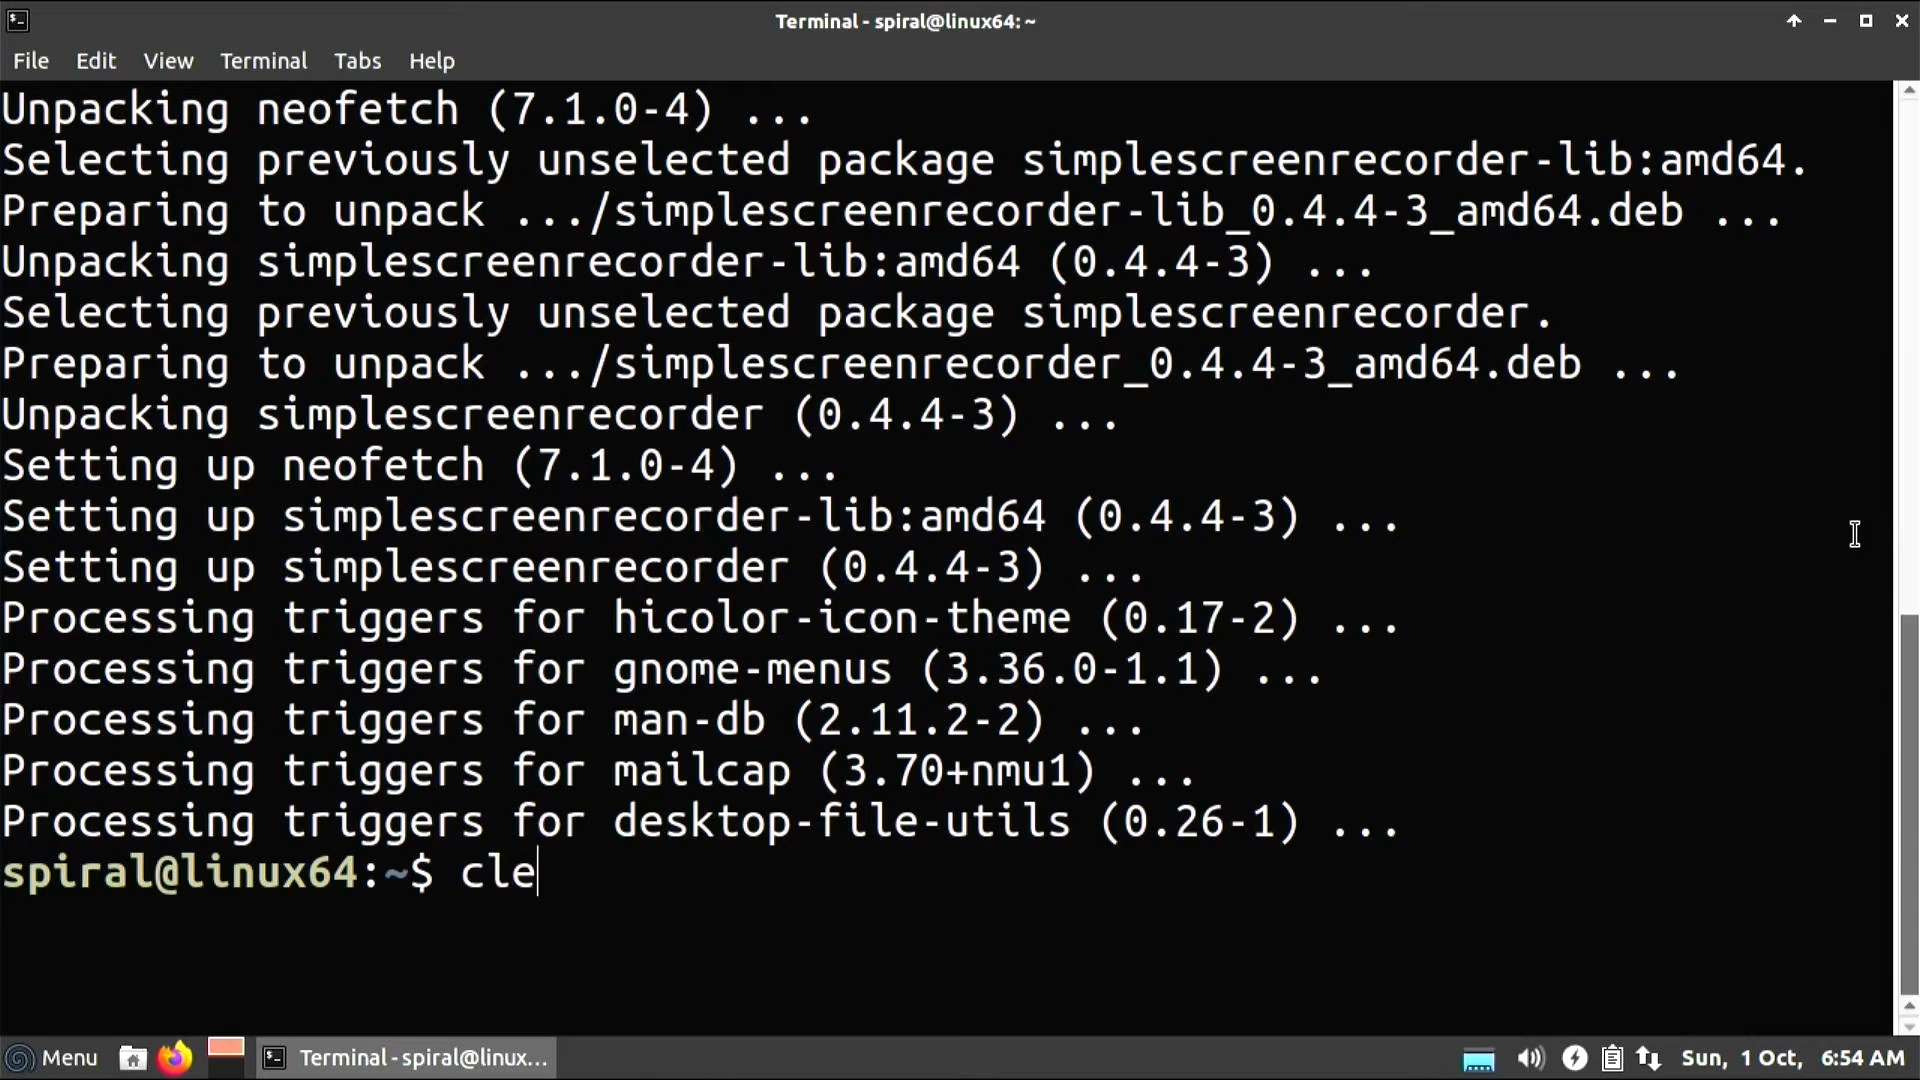 Terminal - spiral@linux64: ~
File Edit View Terminal Tabs Help
Unpacking neofetch (7.1.0-4) ...
Selecting previously unselected package simplescreenrecorder-lib:amd64.
Preparing to unpack .../simplescreenrecorder-lib_0.4.4-3_amd64.deb ...
Unpacking simplescreenrecorder-lib:amd64 (0.4.4-3) ...
Selecting previously unselected package simplescreenrecorder.
Preparing to unpack .../simplescreenrecorder_0.4.4-3_amd64.deb ...
Unpacking simplescreenrecorder (0.4.4-3) ...
Setting up neofetch (7.1.0-4) ...
Setting up simplescreenrecorder-lib:amd64 (0.4.4-3) ...
Setting up simplescreenrecorder (0.4.4-3) ...
Processing triggers for hicolor-icon-theme (0.17-2) ...
Processing triggers for gnome-menus (3.36.0-1.1) ...
Processing triggers for man-db (2.11.2-2) ...
Processing triggers for mailcap (3.70+nmu1) ...
Processing triggers for desktop-file-utils (0.26-1) ...
spiral@linux64:~$ cle
Menu Terminal - spiral@linux... Sun, 1 Oct, 6:54 AM